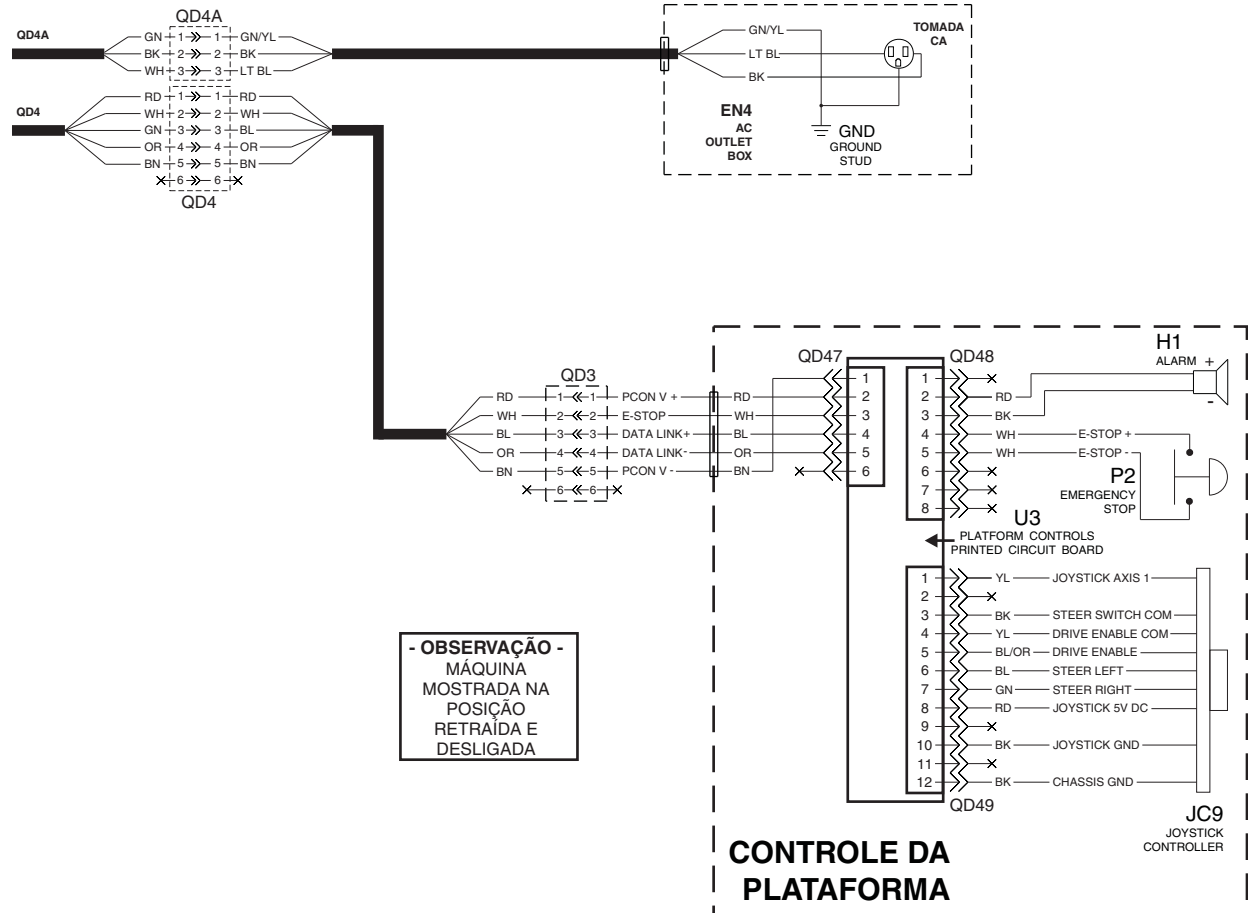 QD4A
QD4A
GN 1 1 GN/YL
BK 2 2 BK
WH 3 3 LT BL
QD4
RD 1 1 RD
WH 2 2 WH
GN 3 3 BL
OR 4 4 OR
BN 5 5 BN
6 6
QD4
GN/YL
LT BL
BK
TOMADA
CA
EN4
AC
OUTLET
BOX
GND
GROUND
STUD
QD3
RD 1 1 PCON V + RD
WH 2 2 E-STOP WH
BL 3 3 DATA LINK+ BL
OR 4 4 DATA LINK- OR
BN 5 5 PCON V - BN
6 6
QD47
1
2
3
4
5
6
QD48
1
2 RD
3 BK
4 WH E-STOP +
5 WH E-STOP -
6
7
8
H1
ALARM +
-
P2
EMERGENCY
STOP
U3
PLATFORM CONTROLS
PRINTED CIRCUIT BOARD
1 YL JOYSTICK AXIS 1
2
3 BK STEER SWITCH COM
4 YL DRIVE ENABLE COM
5 BL/OR DRIVE ENABLE
6 BL STEER LEFT
7 GN STEER RIGHT
8 RD JOYSTICK 5V DC
9
10 BK JOYSTICK GND
11
12 BK CHASSIS GND
QD49
JC9
JOYSTICK
CONTROLLER
- OBSERVAÇÃO -
MÁQUINA
MOSTRADA NA
POSIÇÃO
RETRAÍDA E
DESLIGADA
CONTROLE DA
PLATAFORMA